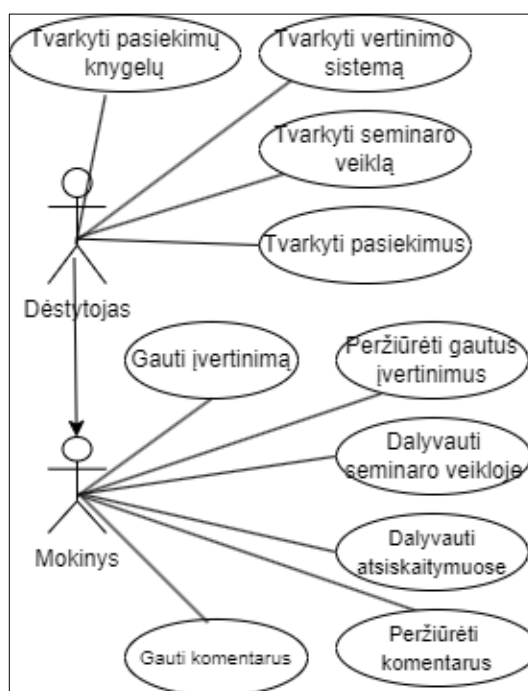 Tvarkyti pasiekimų
knygelų
Tvarkyti vertinimo
sistemą
Tvarkyti seminaro
veiklą
Tvarkyti pasiekimus
Dėstytojas
Gauti įvertinimą
Peržiūrėti gautus
įvertinimus
Dalyvauti
seminaro veikloje
Mokinys
Dalyvauti
atsiskaitymuose
Gauti komentarus
Peržiūrėti
komentarus